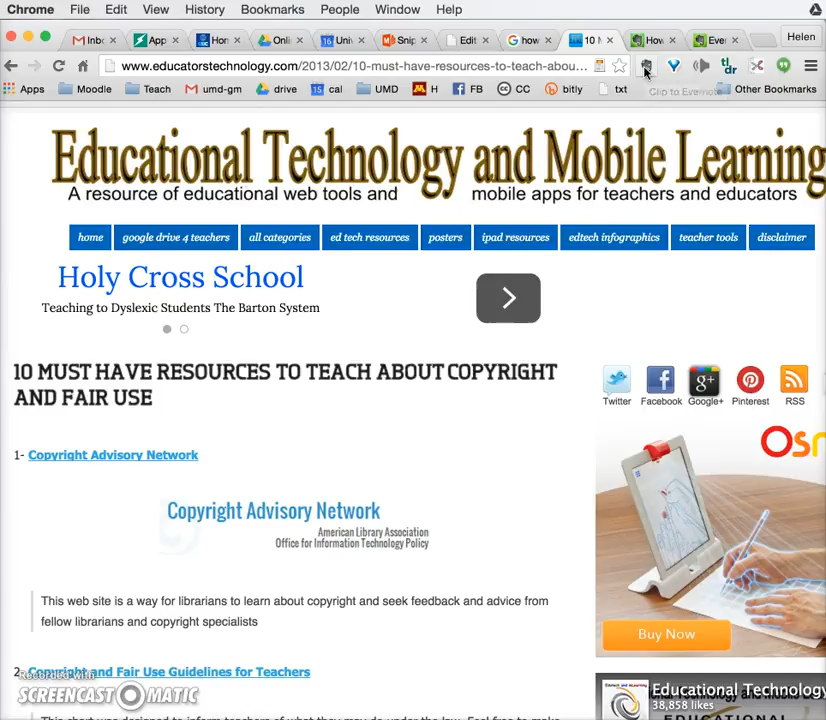 Chrome File Edit View History Bookmarks People Window Help
Inb App Hon Onli 16 Univ Snip Edit how 10 M How Eve Helen
www.educatorstechnology.com/2013/02/10-must-have-resources-to-teach-abou...
Apps Moodle Teach umd-gm drive 15 cal UMD H FB CC bitly txt Clip to Evernote Other Bookmarks
Educational Technology and Mobile Learning
A resource of educational web tools and mobile apps for teachers and educators
home google drive 4 teachers all categories ed tech resources posters ipad resources edtech infographics teacher tools disclaimer
Holy Cross School
Teaching to Dyslexic Students The Barton System
10 MUST HAVE RESOURCES TO TEACH ABOUT COPYRIGHT
AND FAIR USE
Twitter Facebook Google+ Pinterest RSS
1- Copyright Advisory Network
Osm
Copyright Advisory Network
American Library Association
Office for Information Technology Policy
This web site is a way for librarians to learn about copyright and seek feedback and advice from
fellow librarians and copyright specialists
Buy Now
2- Copyright and Fair Use Guidelines for Teachers
Recorded with
SCREENCAST O MATIC
Educational Technology
38,858 likes